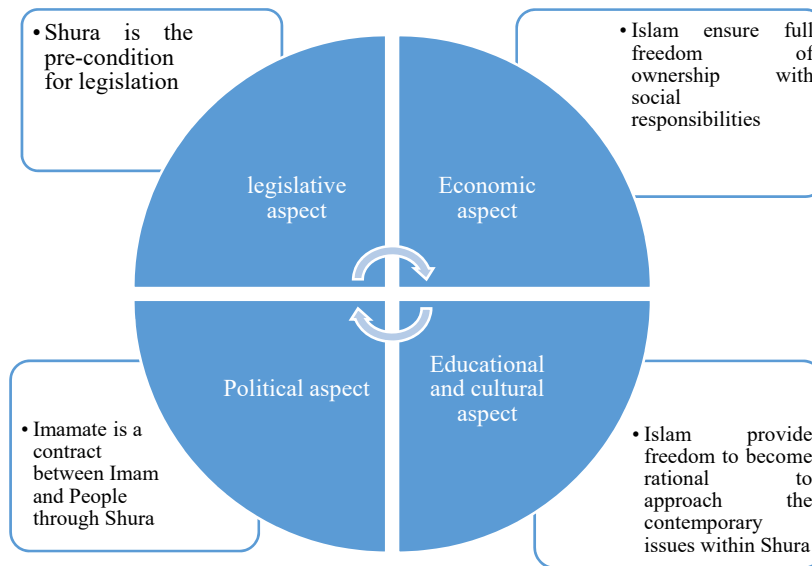 • Shura is the
pre-condition
for legislation
• Islam ensure full
freedom of
ownership with
social
responsibilities
legislative
aspect
Economic
aspect
Political aspect
Educational
and cultural
aspect
• Imamate is a
contract
between Imam
and People
through Shura
• Islam provide
freedom to become
rational to
approach the
contemporary
issues within Shura